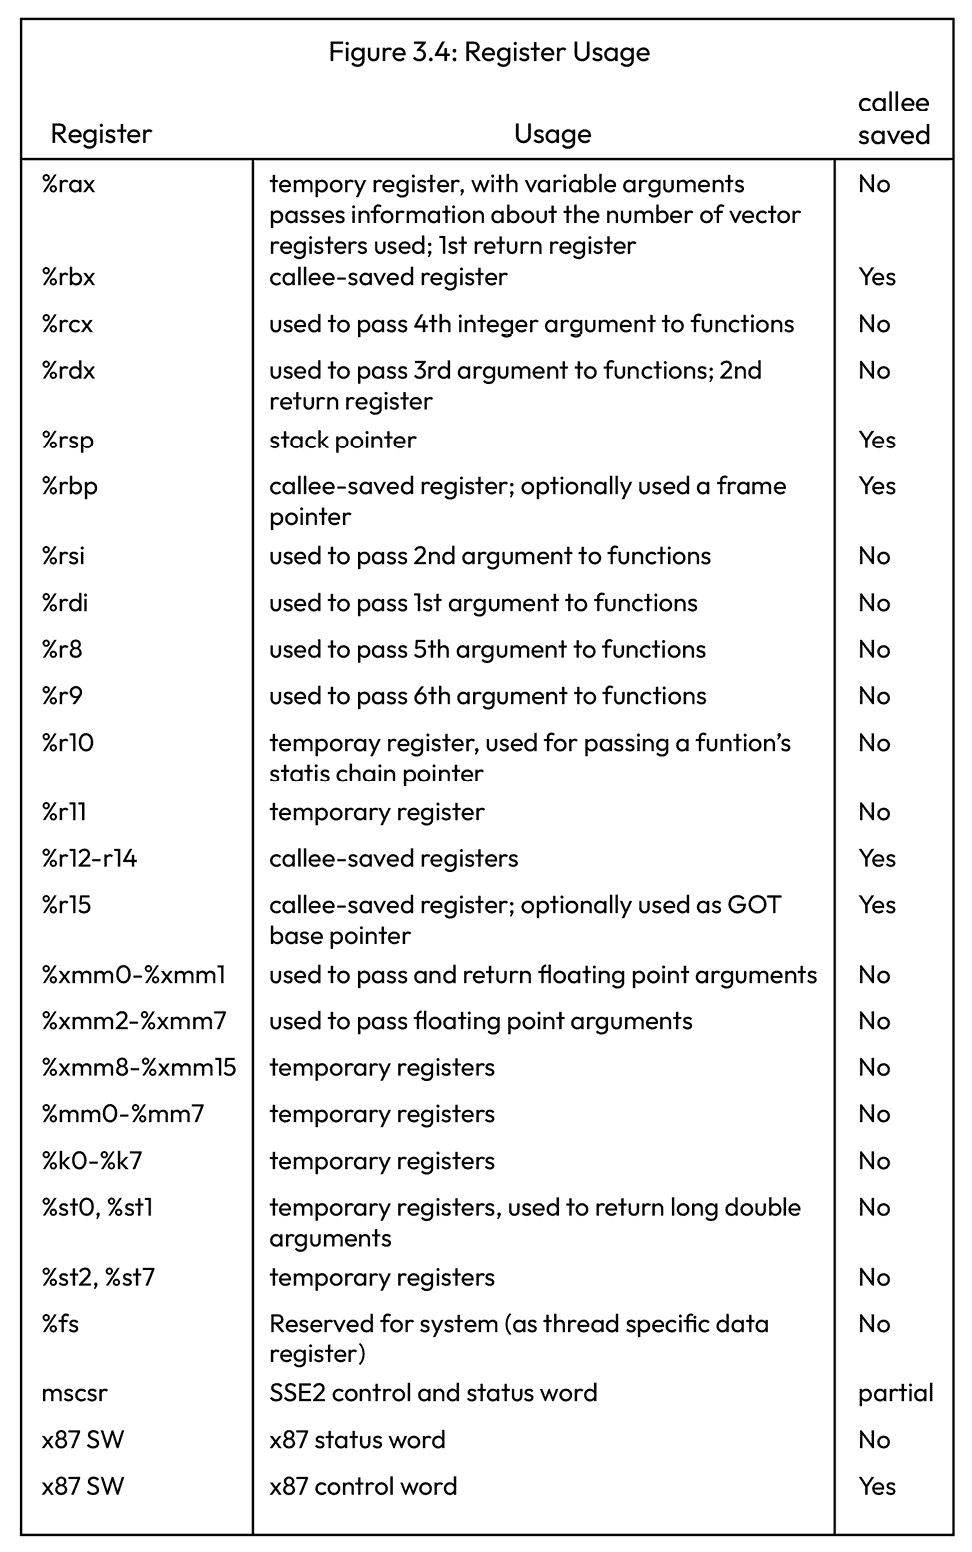 Figure 3.4: Register Usage
Register Usage callee saved
%rax tempory register, with variable arguments No
passes information about the number of vector
registers used; 1st return register
%rbx callee-saved register Yes
%rcx used to pass 4th integer argument to functions No
%rdx used to pass 3rd argument to functions; 2nd No
return register
%rsp stack pointer Yes
%rbp callee-saved register; optionally used a frame Yes
pointer
%rsi used to pass 2nd argument to functions No
%rdi used to pass 1st argument to functions No
%r8 used to pass 5th argument to functions No
%r9 used to pass 6th argument to functions No
%r10 temporay register, used for passing a funtion’s No
statis chain pointer
%r11 temporary register No
%r12-r14 callee-saved registers Yes
%r15 callee-saved register; optionally used as GOT Yes
base pointer
%xmm0-%xmm1 used to pass and return floating point arguments No
%xmm2-%xmm7 used to pass floating point arguments No
%xmm8-%xmm15 temporary registers No
%mm0-%mm7 temporary registers No
%k0-%k7 temporary registers No
%st0, %st1 temporary registers, used to return long double No
arguments
%st2, %st7 temporary registers No
%fs Reserved for system (as thread specific data No
register)
mscsr SSE2 control and status word partial
x87 SW x87 status word No
x87 SW x87 control word Yes